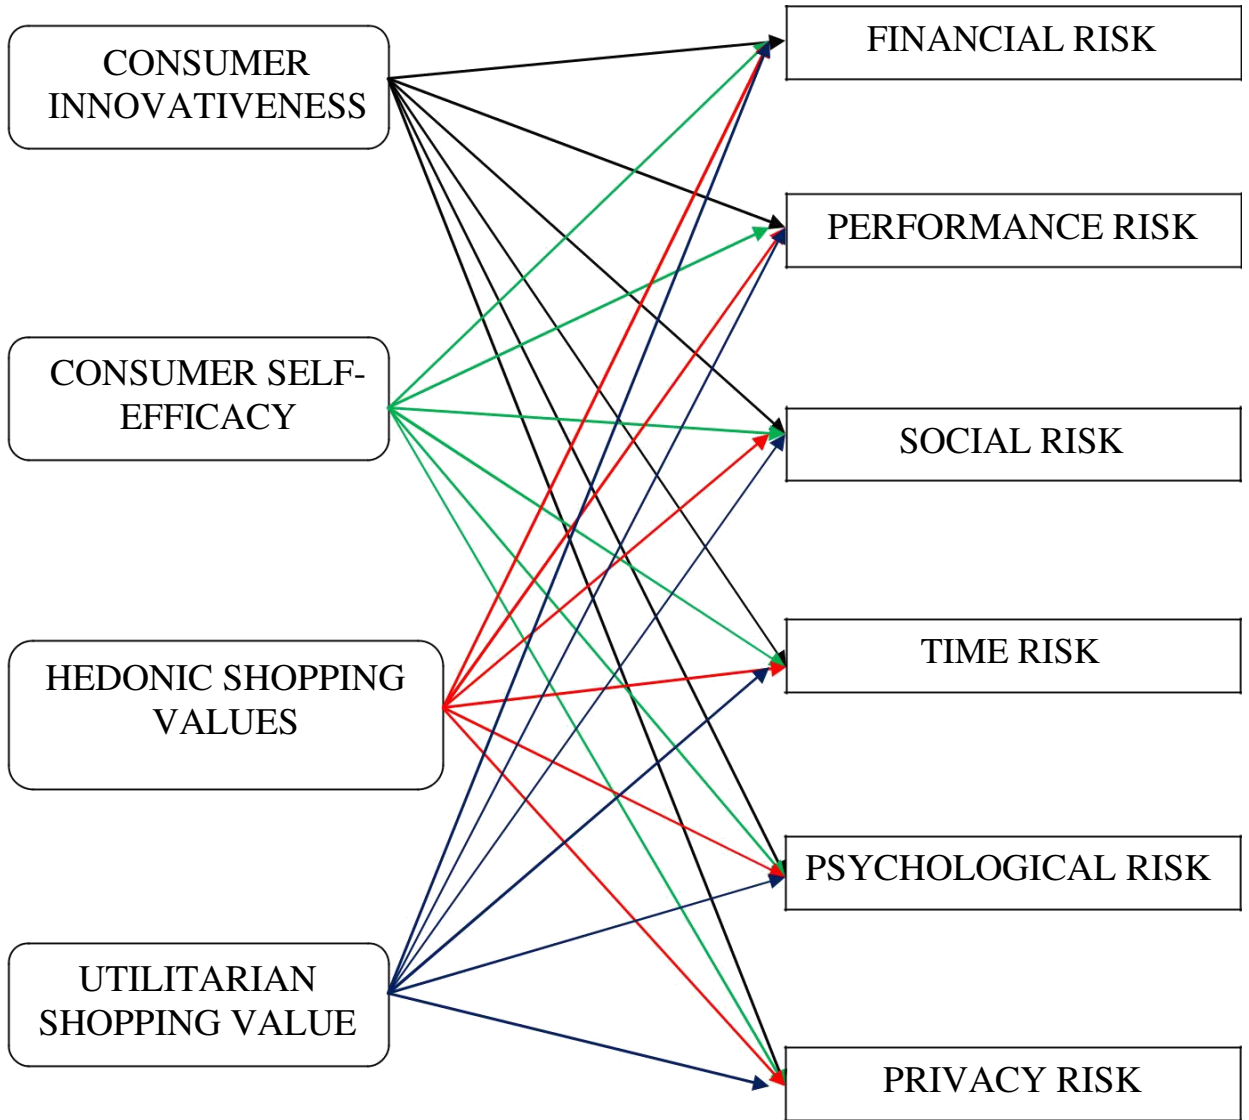 CONSUMER
INNOVATIVENESS
CONSUMER SELF-
EFFICACY
HEDONIC SHOPPING
VALUES
UTILITARIAN
SHOPPING VALUE
FINANCIAL RISK
PERFORMANCE RISK
SOCIAL RISK
TIME RISK
PSYCHOLOGICAL RISK
PRIVACY RISK